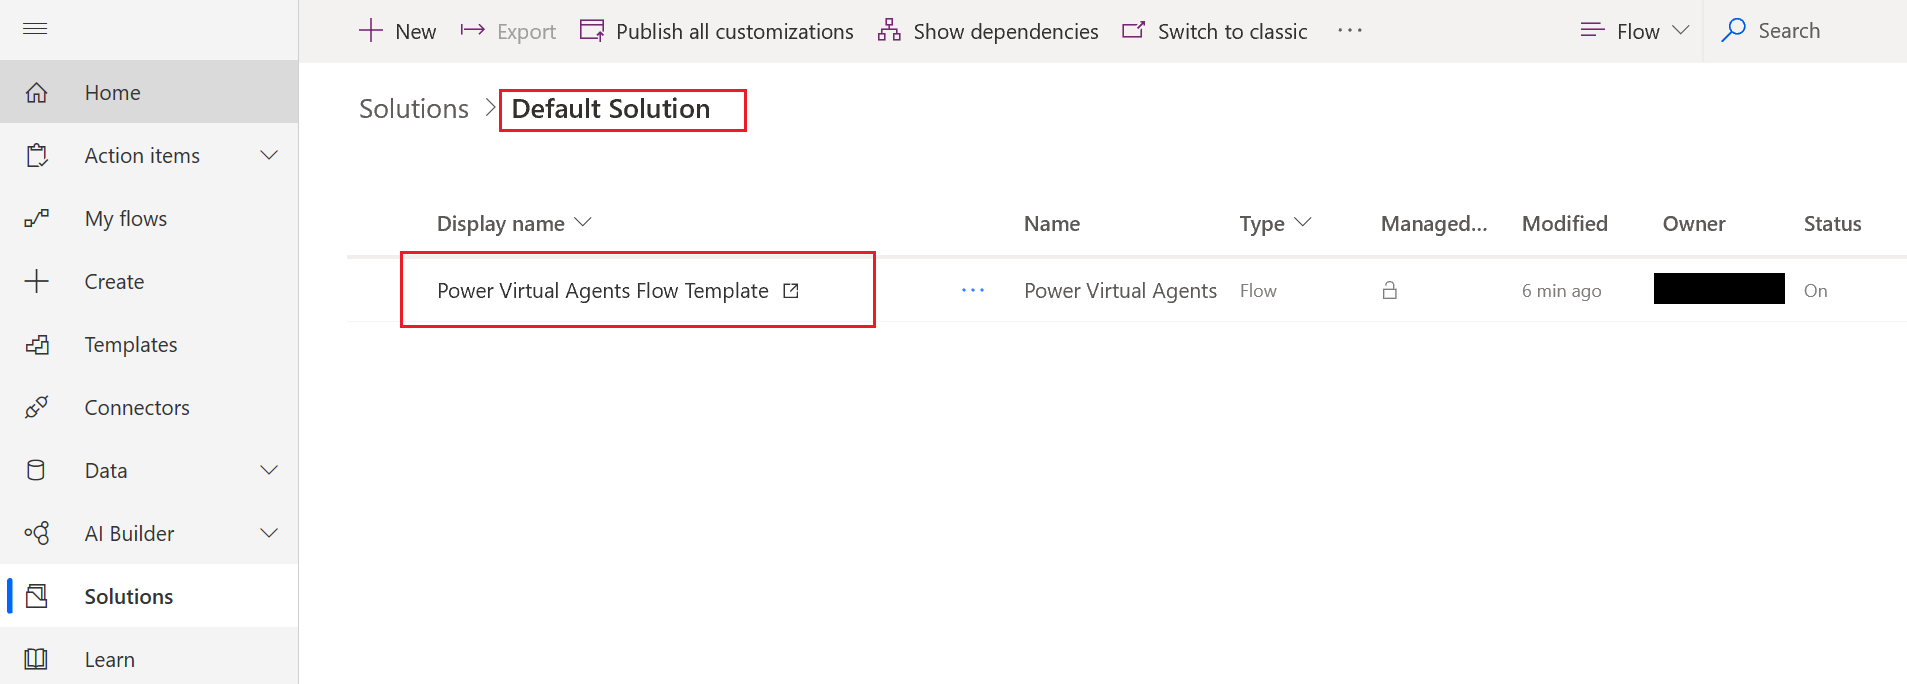 New Export Publish all customizations Show dependencies Switch to classic ... Flow Search
Home
Action items
My flows
Create
Templates
Connectors
Data
AI Builder
Solutions
Learn
Solutions > Default Solution
Display name Name Type Managed... Modified Owner Status
Power Virtual Agents Flow Template ... Power Virtual Agents Flow 6 min ago On